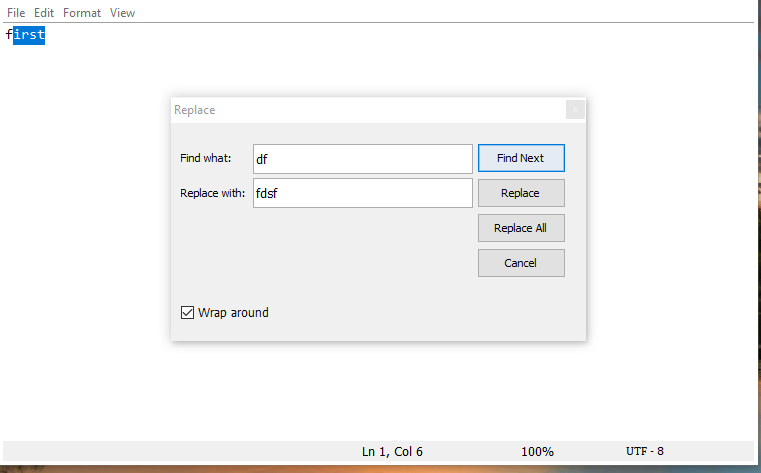 File Edit Format View
first
Replace
Find what: df Find Next
Replace with: fdsf Replace
Replace All
Cancel
Wrap around
Ln 1, Col 6 100% UTF - 8